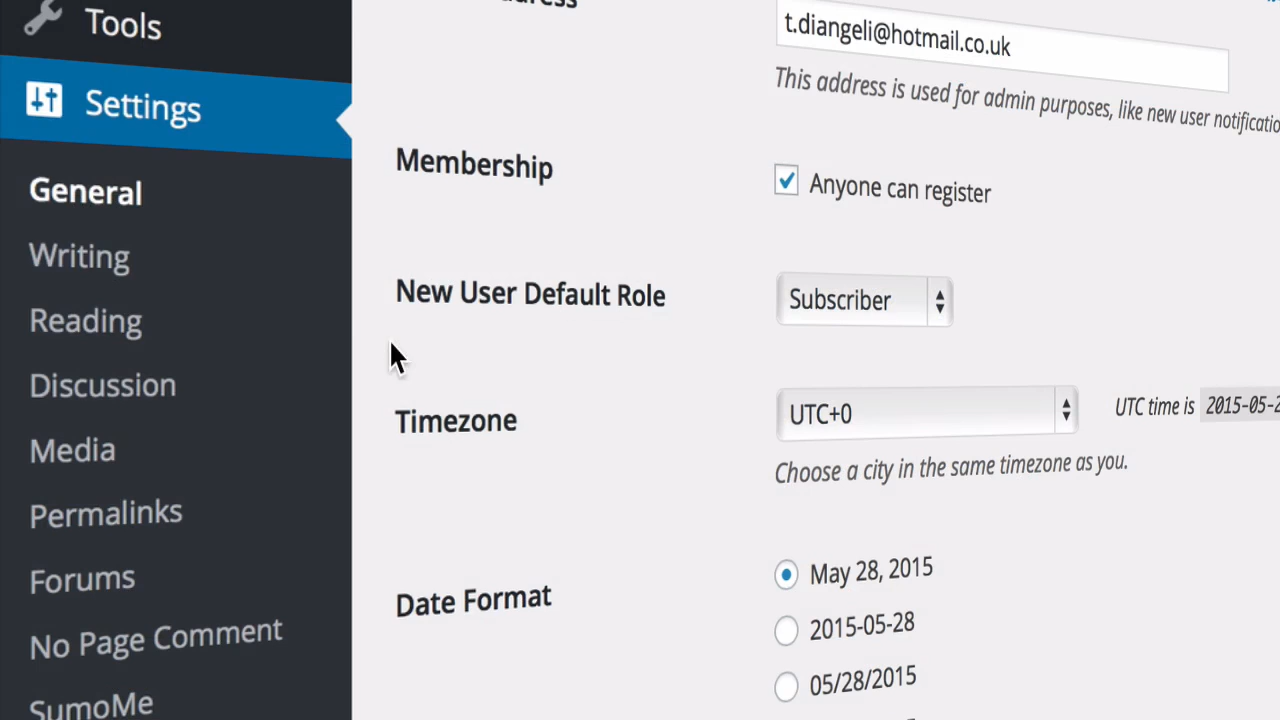 Tools
Settings
General
Writing
Reading
Discussion
Media
Permalinks
Forums
No Page Comment
SumoMe
t.diangeli@hotmail.co.uk
This address is used for admin purposes, like new user
Membership
Anyone can register
New User Default Role
Subscriber
Timezone
UTC+0
UTC time is 2015-05-2
Choose a city in the same timezone as you.
Date Format
May 28, 2015
2015-05-28
05/28/2015